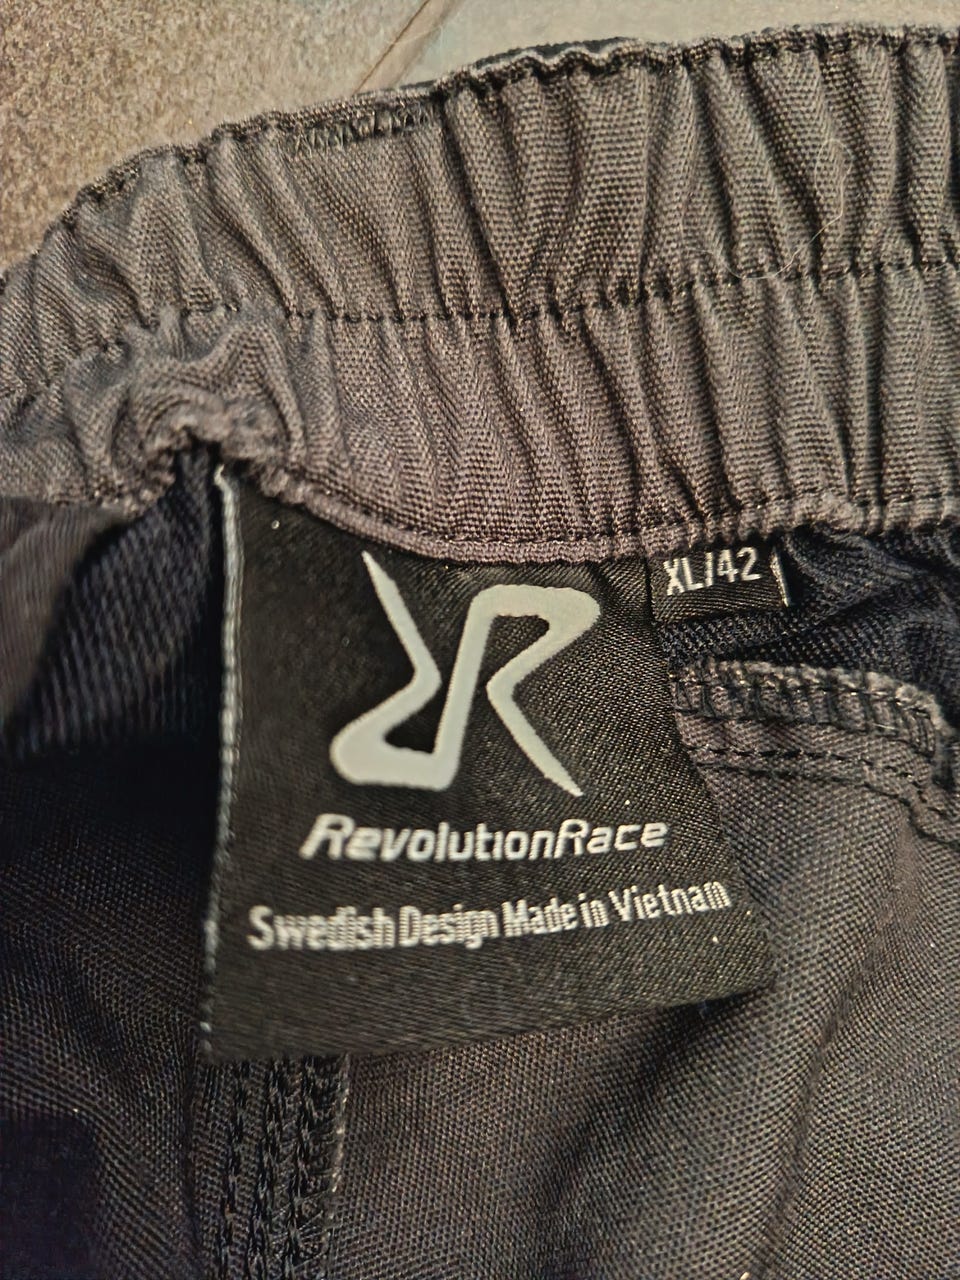 XL/42
RevolutionRace
Swedish Design Made in Vietnam